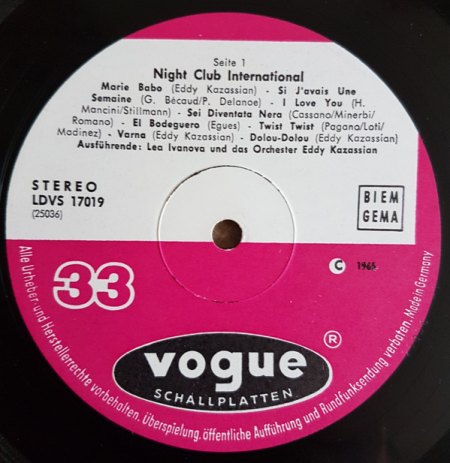 Seite 1
Night Club International
Marie Babo (Eddy Kazassian) - Si J'avais Une
Semaine (G. Bécaud/P. Delanoe) - I Love You (H.
Mancini/Stillmann) - Sei Diventata Nera (Cassano/Minerbi/
Romano) - El Bodeguero (Egues) - Twist Twist (Pagana/Loti/
Madinez) - Varna (Eddy Kazassian) - Dolou-Dolou (Eddy Kazassian)
Ausführende: Lea Ivanova und das Orchester Eddy Kazassian
STEREO
LDVS 17019
(25036)
BIEM
GEMA
33
C 1965
vogue
®
SCHALLPLATTEN
Alle Urheber- und Herstellerrechte vorbehalten. Überspielung, öffentliche Aufführung und Rundfunksendung verboten. Made in Germany